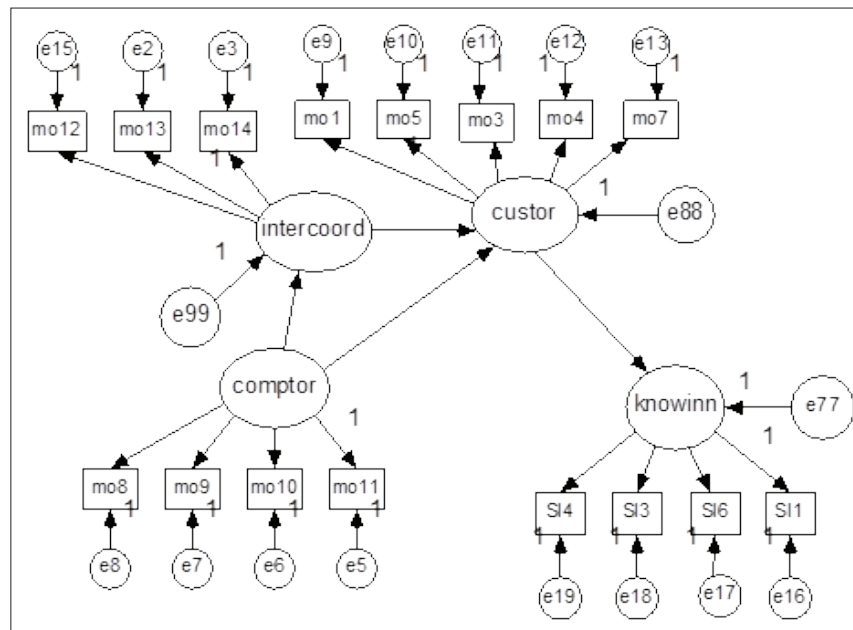 e15 e2 e3 e9 e10 e11 e12 e13
1 1 1 1 1 1 1 1
mo12 mo13 mo14 mo1 mo5 mo3 mo4 mo7
1 1
custor 1 e88
intercoord
1
e99
comptor 1 knowinn 1 e77
1
mo8 mo9 mo10 mo11
1 1 1 1
SI4 SI3 SI6 SI1
1 1 1 1
e8 e7 e6 e5
e19 e18 e17 e16